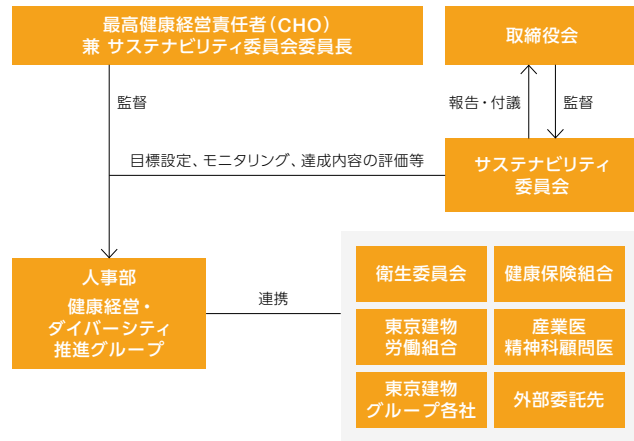 最高健康経営責任者（CHO）
兼 サステナビリティ委員会委員長
取締役会
監督
報告・付議
監督
目標設定、モニタリング、達成内容の評価等
サステナビリティ
委員会
人事部
健康経営・
ダイバーシティ
推進グループ
連携
衛生委員会
健康保険組合
東京建物
労働組合
産業医
精神科顧問医
東京建物
グループ各社
外部委託先